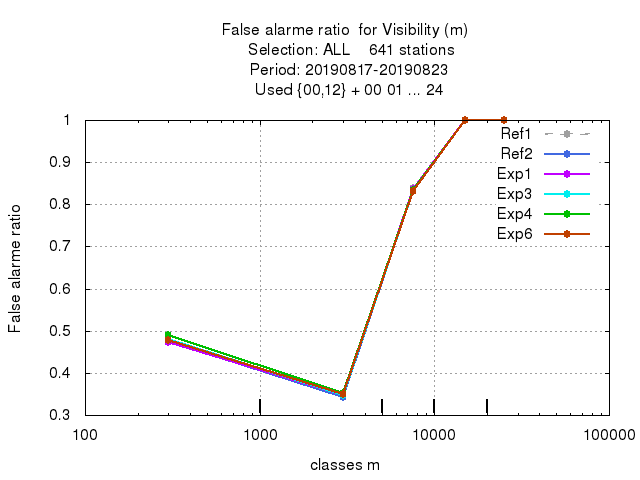 False alarme ratio  for Visibility (m)
Selection: ALL    641 stations
Period: 20190817-20190823
Used {00,12} + 00 01 ... 24
False alarme ratio
1
0.9
0.8
0.7
0.6
0.5
0.4
0.3
Ref1
Ref2
Exp1
Exp3
Exp4
Exp6
100
1000
10000
100000
classes m